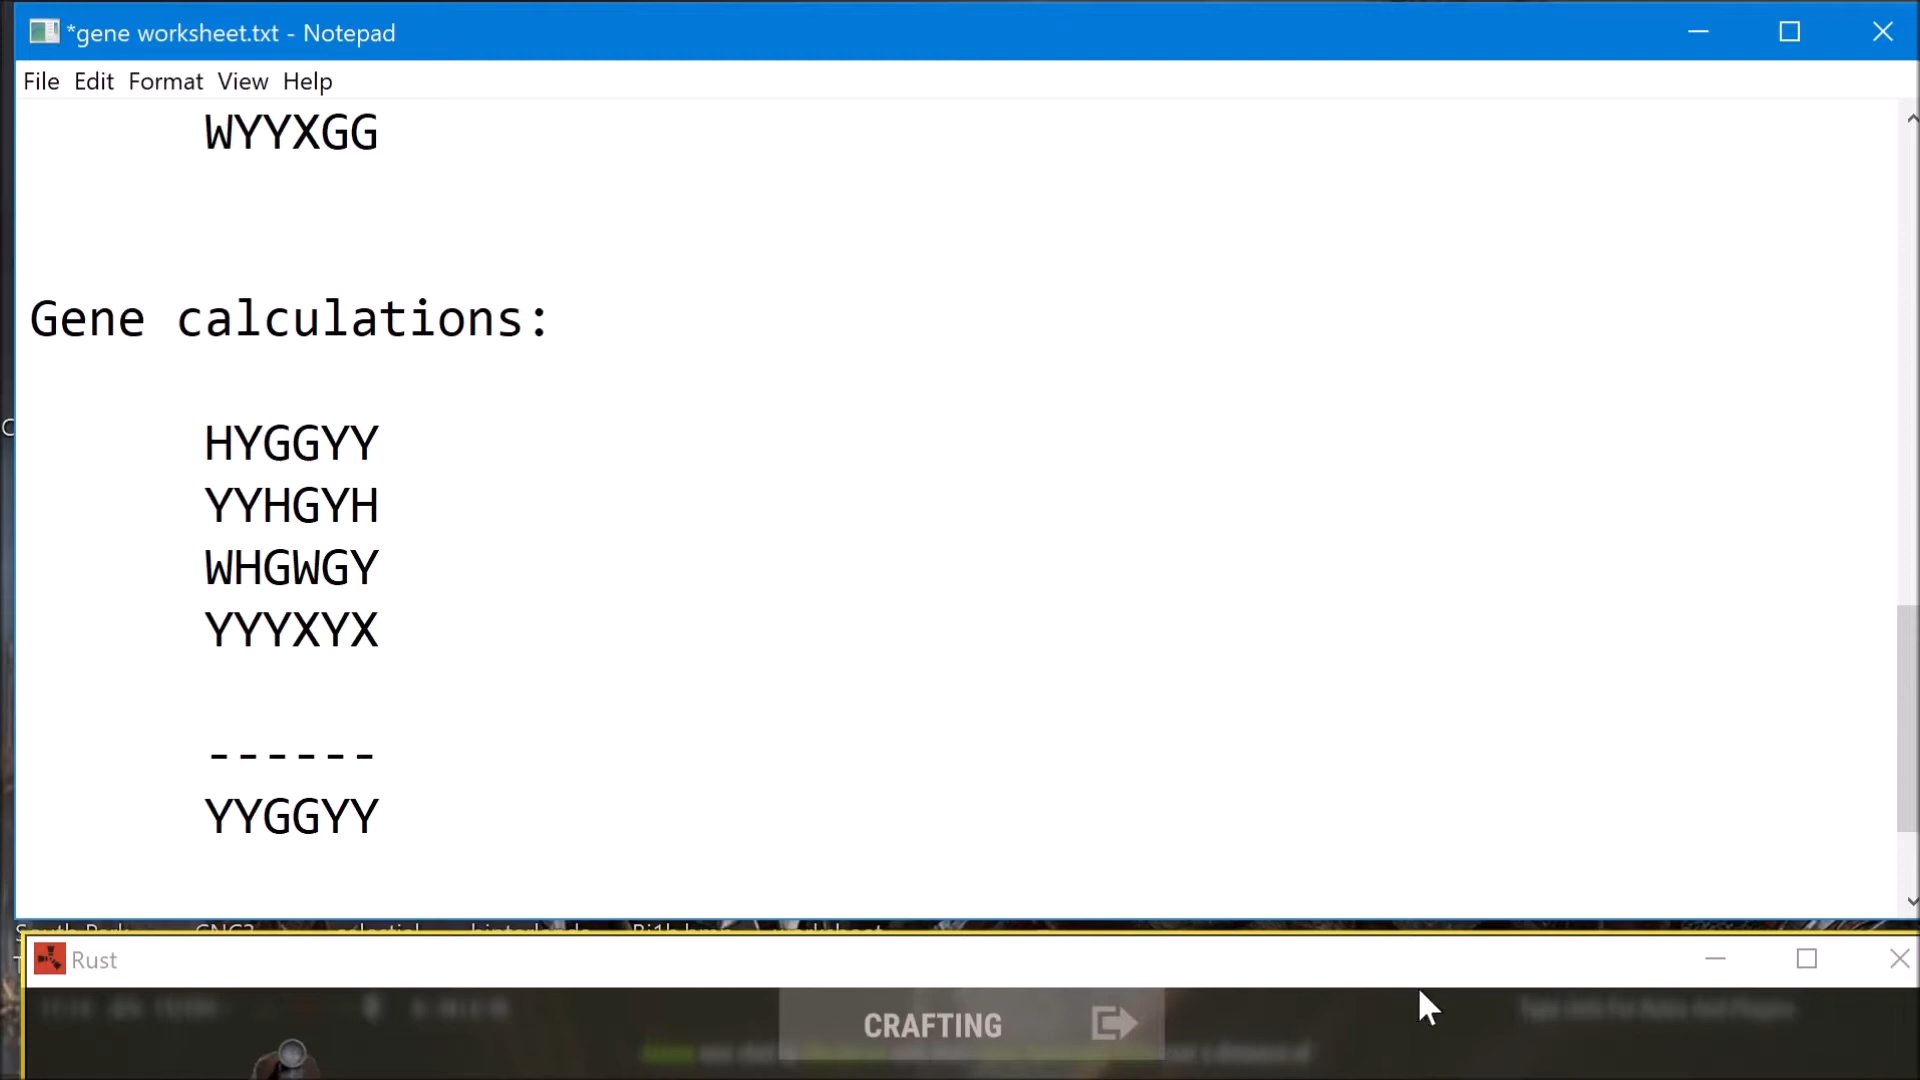 *gene worksheet.txt - Notepad
File Edit Format View Help
WYYXGG
Gene calculations:
HYGGYY
YYHGYH
WHGWGY
YYYXYX
------
YYGGYY
Rust
CRAFTING